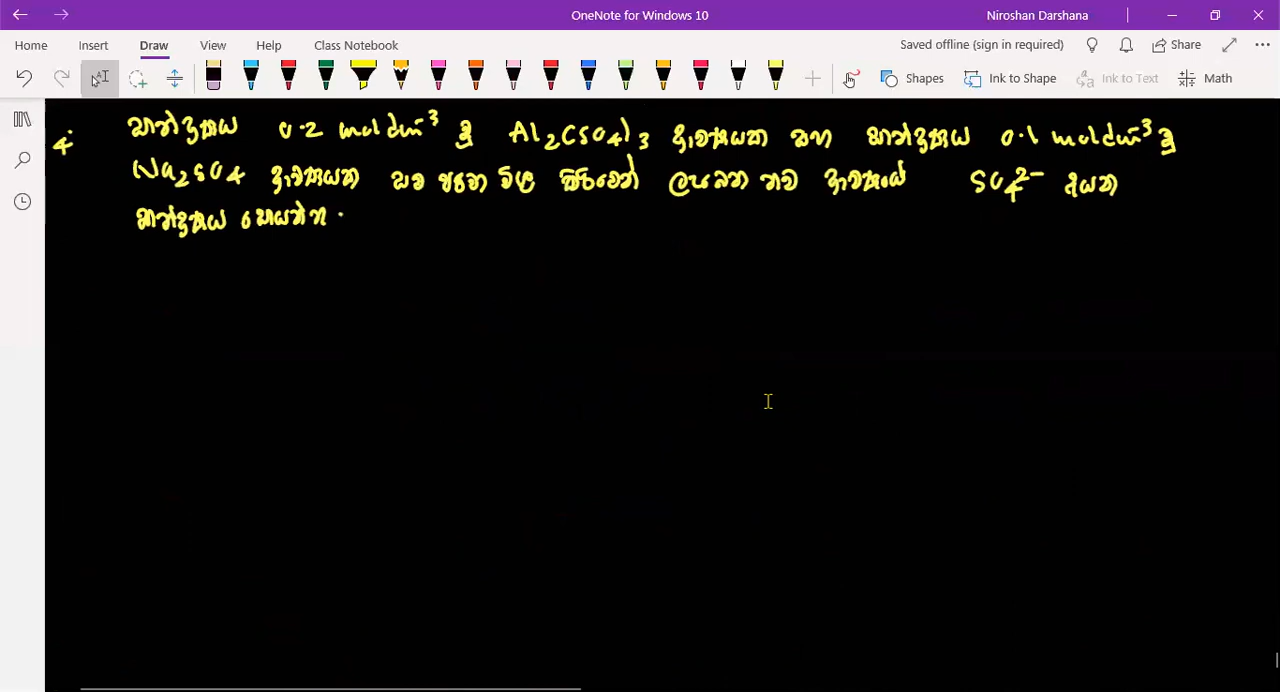 OneNote for Windows 10
Niroshan Darshana
Home Insert Draw View Help Class Notebook
Saved offline (sign in required) Share
Shapes Ink to Shape Ink to Text Math
4. සාන්ද්‍රණය 0.2 mol dm⁻³ වූ Al₂(SO₄)₃ ද්‍රාවණයක සහ සාන්ද්‍රණය 0.1 mol dm⁻³ වූ
Na₂SO₄ ද්‍රාවණයක සම පරිමා මිශ්‍ර කිරීමෙන් ලැබෙන නව ද්‍රාවණයේ SO₄²⁻ අයන
සාන්ද්‍රණය සොයන්න.